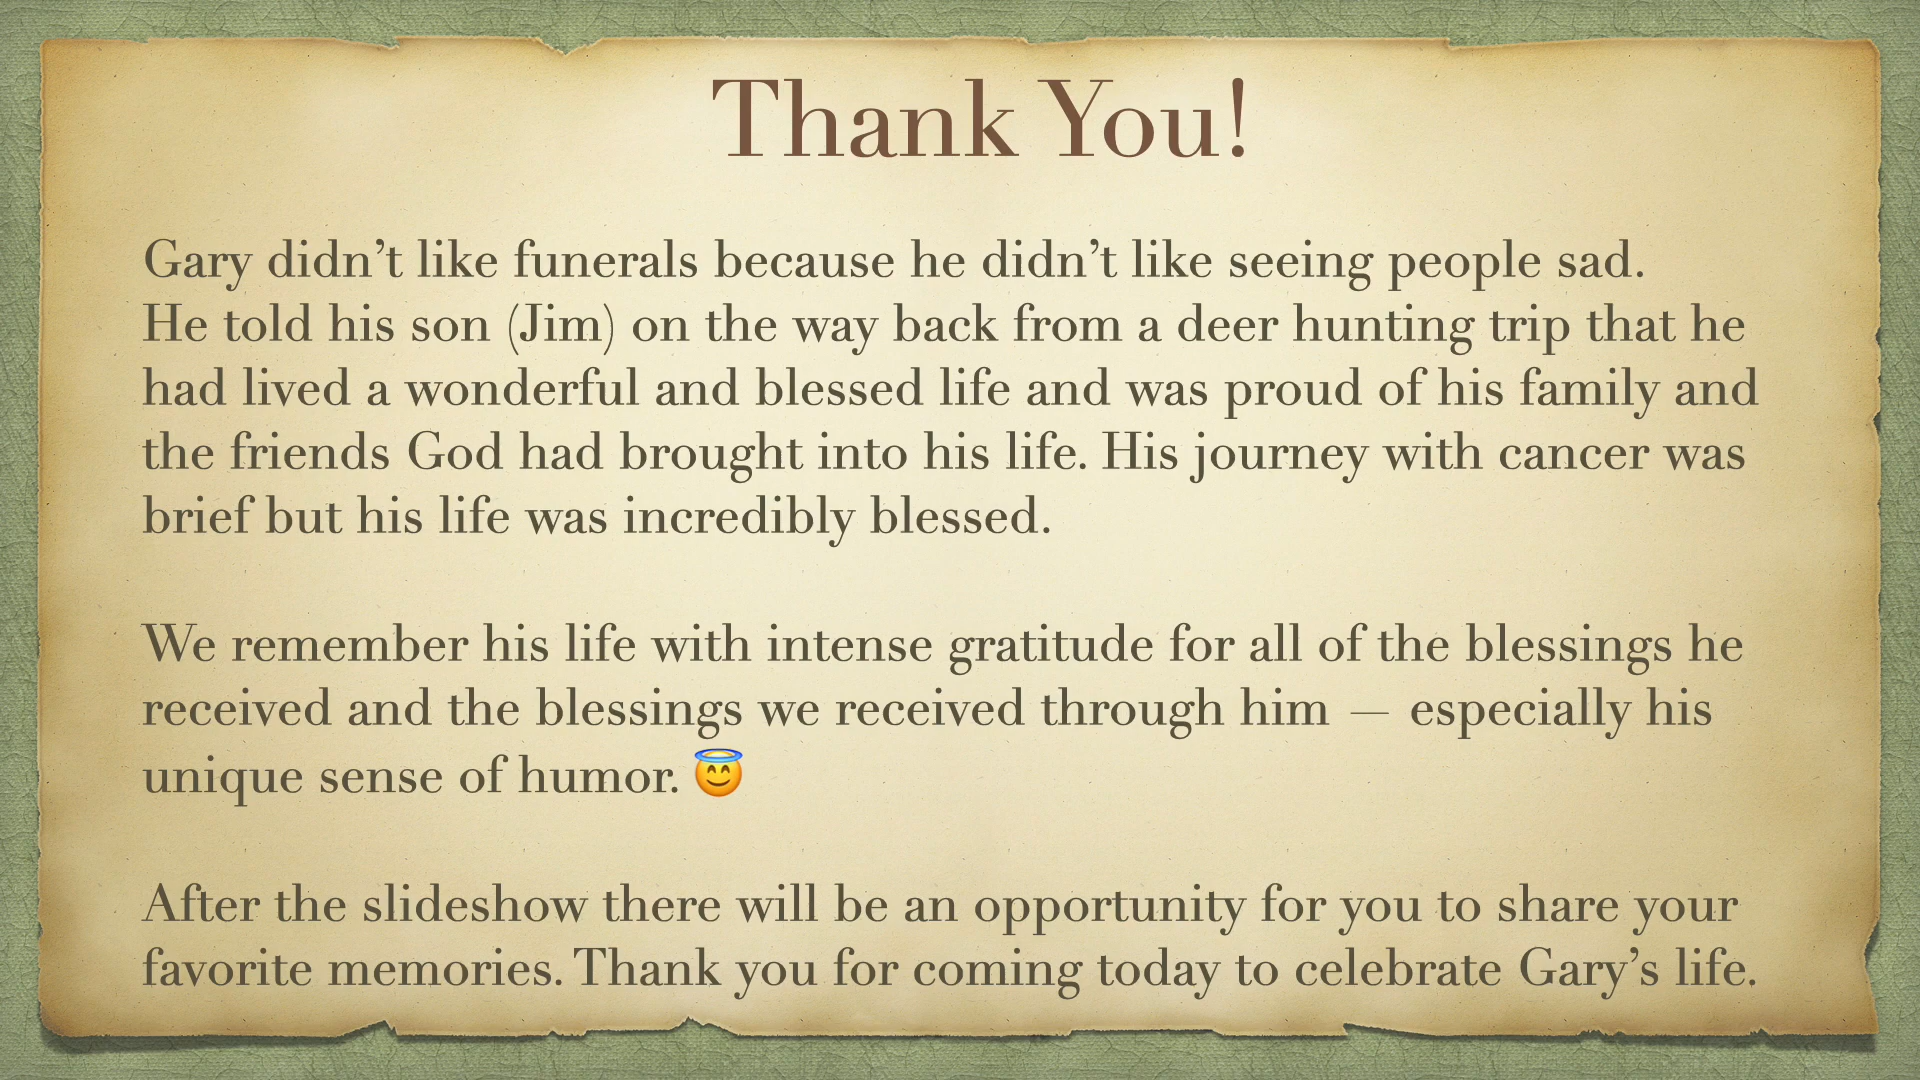 Thank You!
Gary didn’t like funerals because he didn’t like seeing people sad.
He told his son (Jim) on the way back from a deer hunting trip that he
had lived a wonderful and blessed life and was proud of his family and
the friends God had brought into his life. His journey with cancer was
brief but his life was incredibly blessed.
We remember his life with intense gratitude for all of the blessings he
received and the blessings we received through him — especially his
unique sense of humor. 😇
After the slideshow there will be an opportunity for you to share your
favorite memories. Thank you for coming today to celebrate Gary’s life.